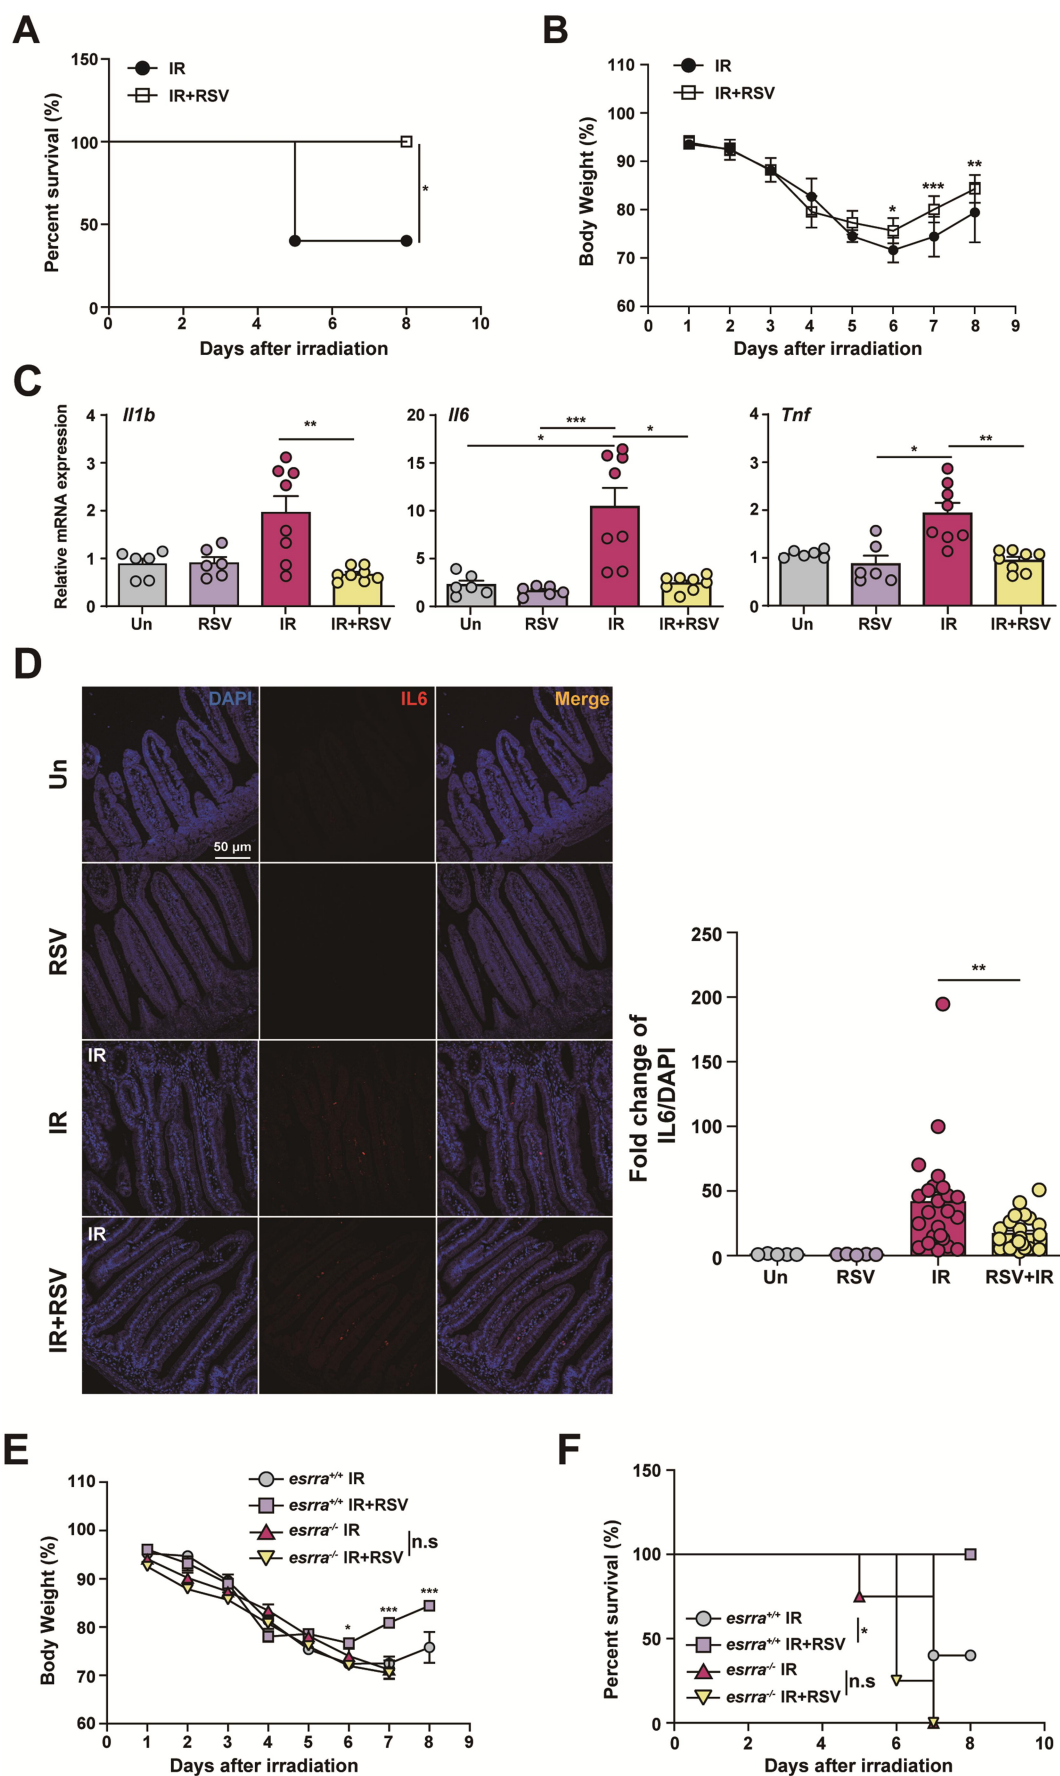 A
150
100
50
0
Percent survival (%)
IR
IR+RSV
*
0 2 4 6 8 10
Days after irradiation
B
110
100
90
80
70
60
Body Weight (%)
IR
IR+RSV
* *** **
0 1 2 3 4 5 6 7 8 9
Days after irradiation
C
Relative mRNA expression
4
3
2
1
0
Il1b
**
Un RSV IR IR+RSV
20
15
10
5
0
Il6
***
* *
Un RSV IR IR+RSV
4
3
2
1
0
Tnf
* **
Un RSV IR IR+RSV
D
DAPI IL6 Merge
Un
50 µm
RSV
IR
IR
IR
IR+RSV
Fold change of
IL6/DAPI
250
200
150
100
50
0
**
Un RSV IR RSV+IR
E
110
100
90
80
70
60
Body Weight (%)
esrra+/+ IR
esrra+/+ IR+RSV
esrra-/- IR
esrra-/- IR+RSV
n.s
* *** ***
0 1 2 3 4 5 6 7 8 9
Days after irradiation
F
150
100
50
0
Percent survival (%)
esrra+/+ IR
esrra+/+ IR+RSV
esrra-/- IR
esrra-/- IR+RSV
*
n.s
0 2 4 6 8 10
Days after irradiation